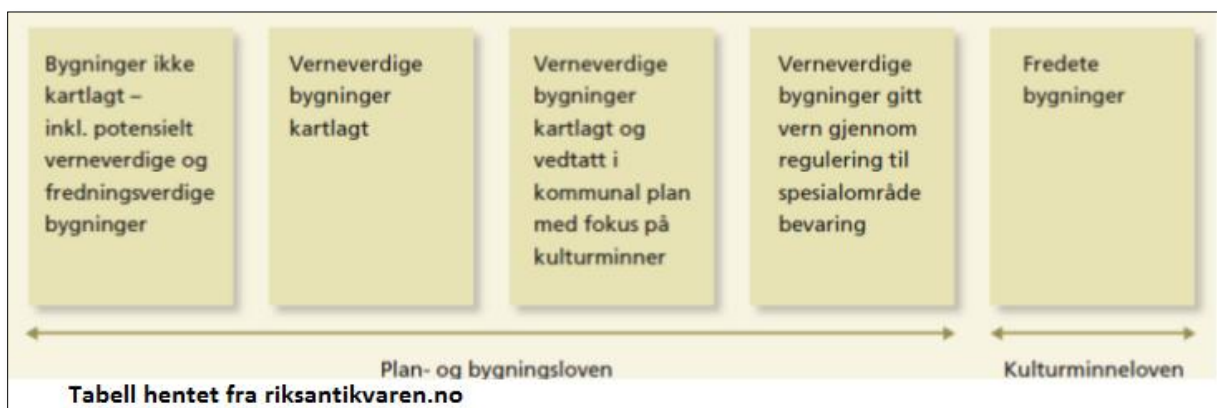 Bygninger ikke
kartlagt –
inkl. potensielt
verneverdige og
fredningsverdige
bygninger
Verneverdige
bygninger
kartlagt
Verneverdige
bygninger
kartlagt og
vedtatt i
kommunal plan
med fokus på
kulturminner
Verneverdige
bygninger gitt
vern gjennom
regulering til
spesialområde
bevaring
Fredete
bygninger
Plan- og bygningsloven
Kulturminneloven
Tabell hentet fra riksantikvaren.no